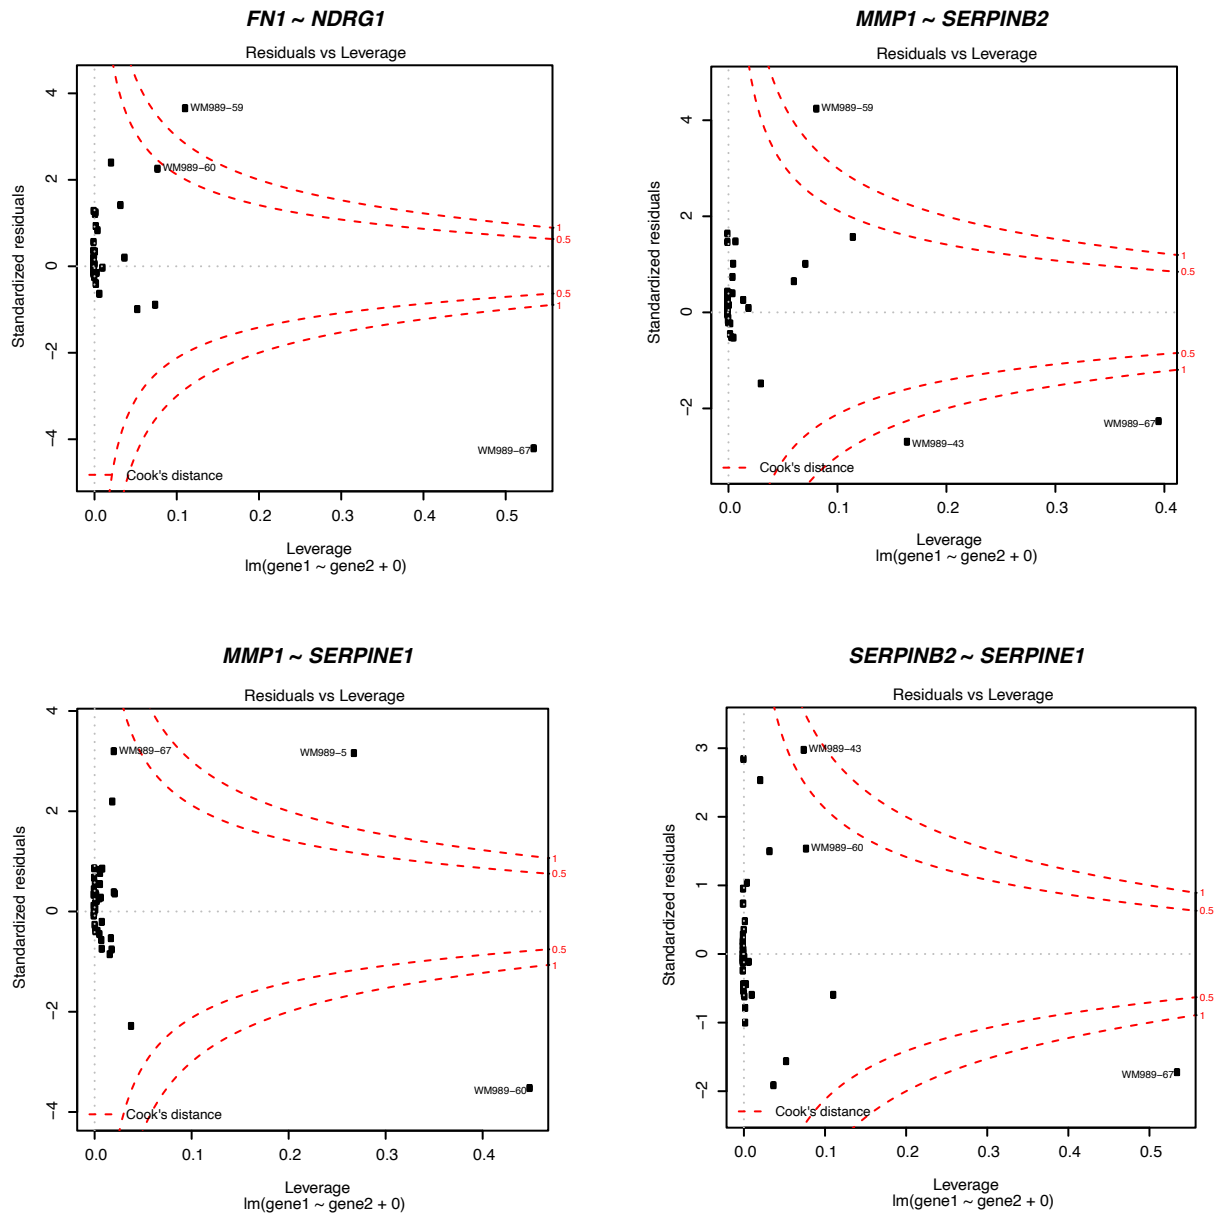 FN1 ~ NDRG1
Residuals vs Leverage
Standardized residuals
4
2
0
−2
−4
WM989−59
WM989−60
WM989−67
1
0.5
0.5
1
Cook's distance
0.0 0.1 0.2 0.3 0.4 0.5
Leverage
lm(gene1 ~ gene2 + 0)
MMP1 ~ SERPINB2
Residuals vs Leverage
Standardized residuals
4
2
0
−2
WM989−59
WM989−67
WM989−43
1
0.5
0.5
1
Cook's distance
0.0 0.1 0.2 0.3 0.4
Leverage
lm(gene1 ~ gene2 + 0)
MMP1 ~ SERPINE1
Residuals vs Leverage
Standardized residuals
4
2
0
−2
−4
WM989−67
WM989−5
WM989−60
1
0.5
0.5
1
Cook's distance
0.0 0.1 0.2 0.3 0.4
Leverage
lm(gene1 ~ gene2 + 0)
SERPINB2 ~ SERPINE1
Residuals vs Leverage
Standardized residuals
3
2
1
0
−1
−2
WM989−43
WM989−60
WM989−67
1
0.5
0.5
1
Cook's distance
0.0 0.1 0.2 0.3 0.4 0.5
Leverage
lm(gene1 ~ gene2 + 0)